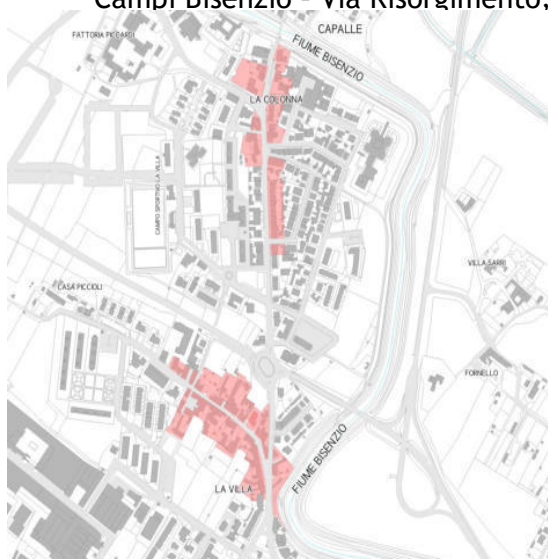 Campi Bisenzio - Via Risorgimento,
CAPALLE
FATTORIA PICCARDI
FIUME BISENZIO
LA COLONNA
CAMPO SPORTIVO LA VILLA
VILLA SARRI
CASA PICCIOLI
FORNELLO
FIUME BISENZIO
LA VILLA